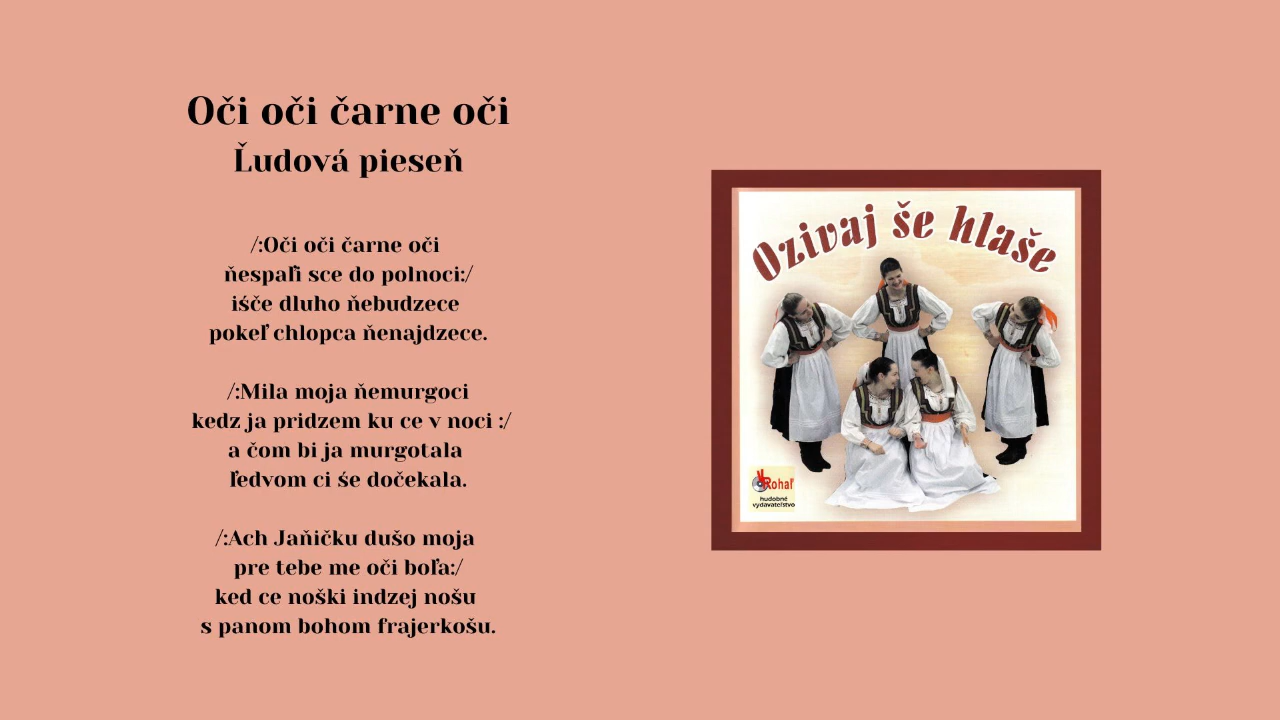 Oči oči čarne oči
Ľudová pieseň
/:Oči oči čarne oči
ňespaľi sce do polnoci:/
iśče dluho ňebudzece
pokeľ chlopca ňenajdzece.
/:Mila moja ňemurgoci
kedz ja pridzem ku ce v noci :/
a čom bi ja murgotala
ľedvom ci śe dočekala.
/:Ach Jaňičku dušo moja
pre tebe me oči boľa:/
ked ce noški indzej nošu
s panom bohom frajerkošu.
Ozivaj še hlaše
Rohaľ
hudobné
vydavateľstvo